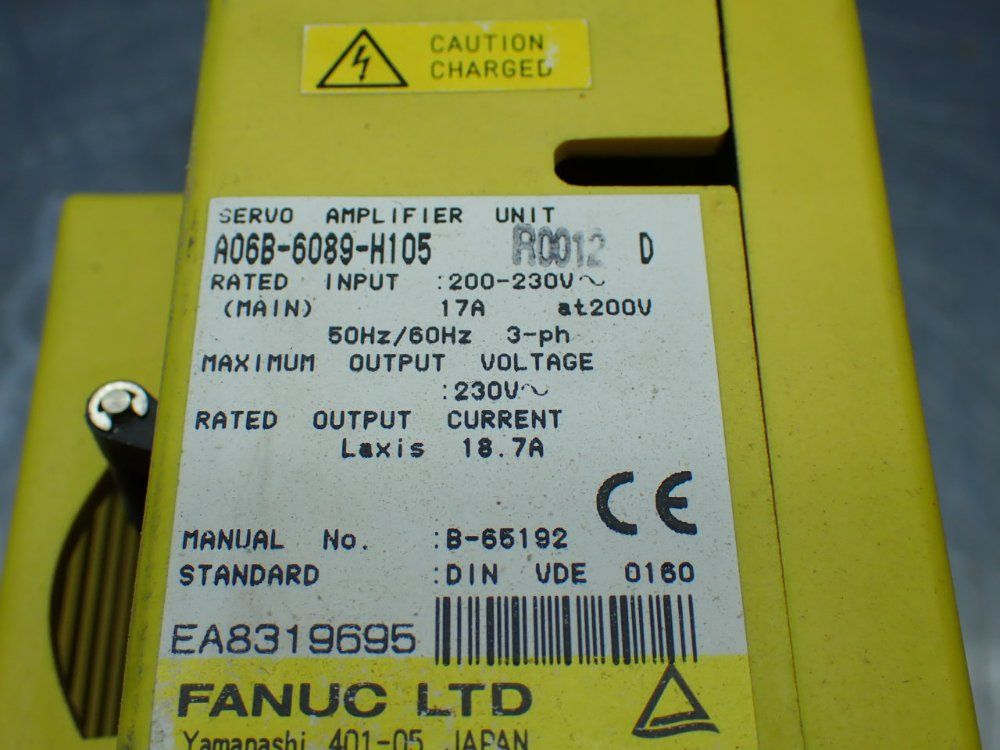 CAUTION
CHARGED
SERVO AMPLIFIER UNIT
A06B-6089-H105 R0012 D
RATED INPUT :200-230V～
(MAIN) 17A at200V
50Hz/60Hz 3-ph
MAXIMUM OUTPUT VOLTAGE
:230V～
RATED OUTPUT CURRENT
Laxis 18.7A
CE
MANUAL No. :B-65192
STANDARD :DIN VDE 0160
EA8319695
FANUC LTD
Yamanashi 401-05 JAPAN